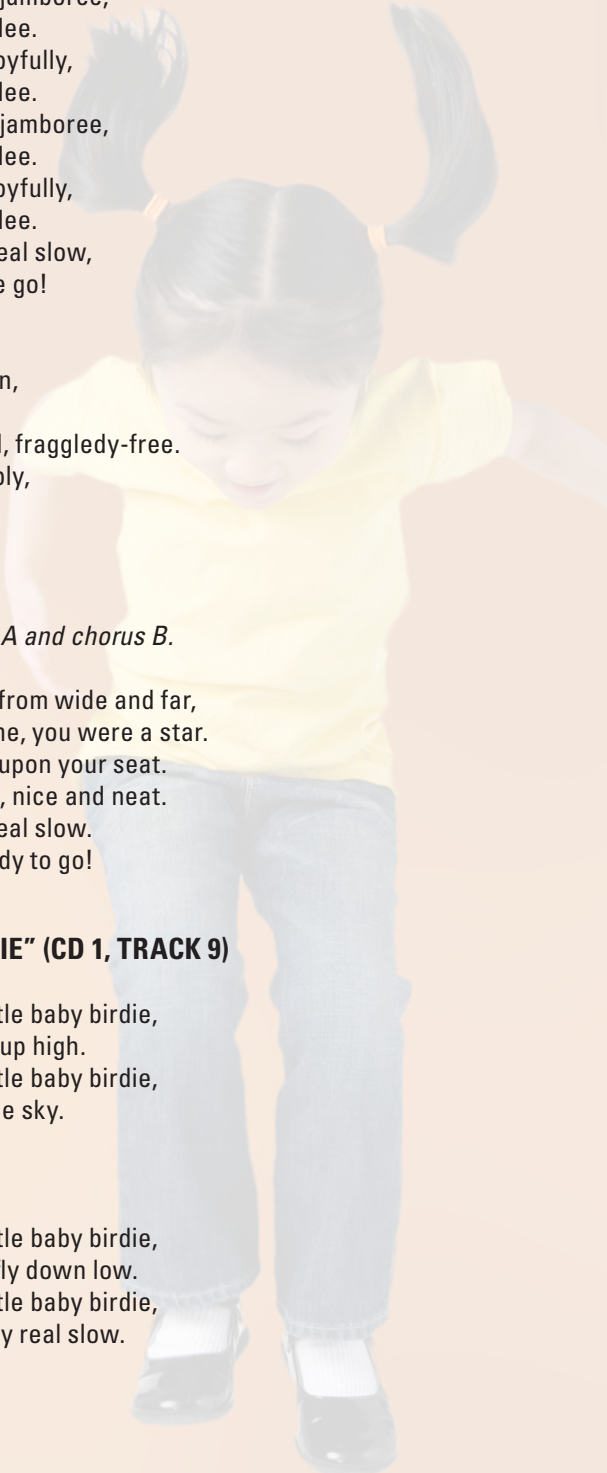 jamboree,
lee.
oyfully,
lee.
jamboree,
lee.
oyfully,
lee.
eal slow,
e go!
n,
l, fraggledy-free.
bly,
A and chorus B.
from wide and far,
ne, you were a star.
upon your seat.
, nice and neat.
eal slow.
dy to go!
IE” (CD 1, TRACK 9)
tle baby birdie,
up high.
tle baby birdie,
e sky.
tle baby birdie,
fly down low.
tle baby birdie,
y real slow.